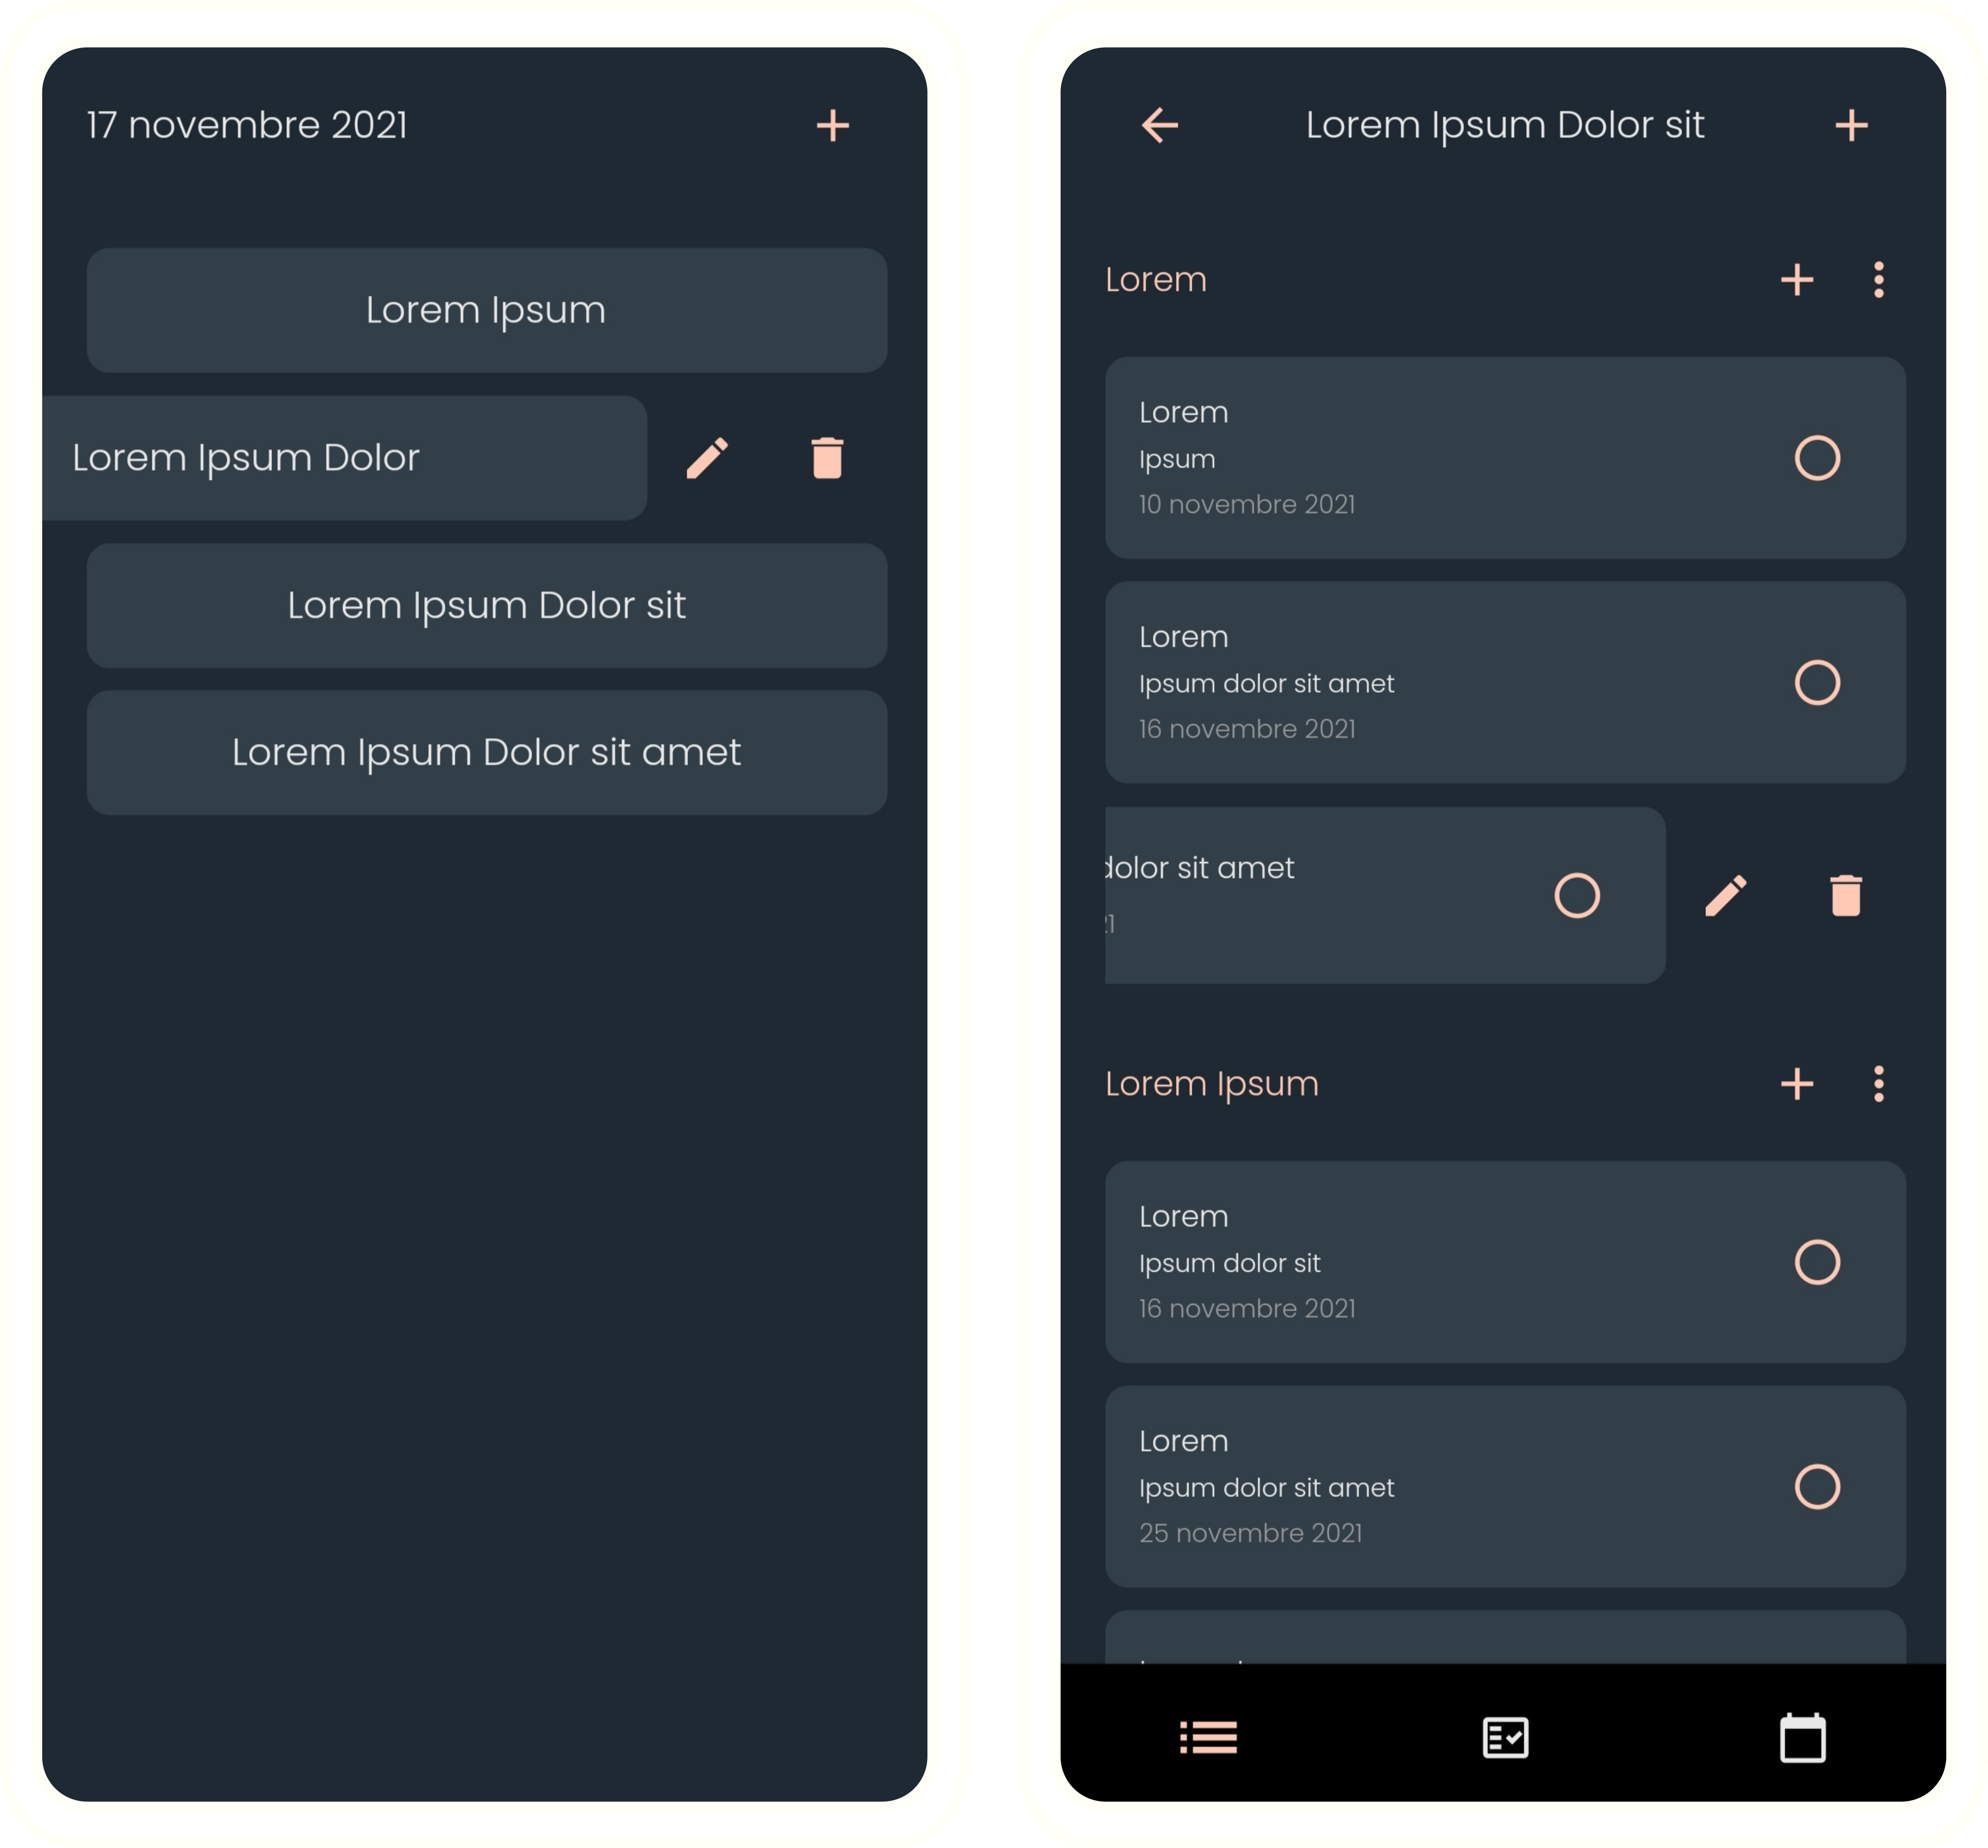 17 novembre 2021
Lorem Ipsum
Lorem Ipsum Dolor
Lorem Ipsum Dolor sit
Lorem Ipsum Dolor sit amet
Lorem Ipsum Dolor sit
Lorem
Lorem
Ipsum
10 novembre 2021
Lorem
Ipsum dolor sit amet
16 novembre 2021
dolor sit amet
21
Lorem Ipsum
Lorem
Ipsum dolor sit
16 novembre 2021
Lorem
Ipsum dolor sit amet
25 novembre 2021